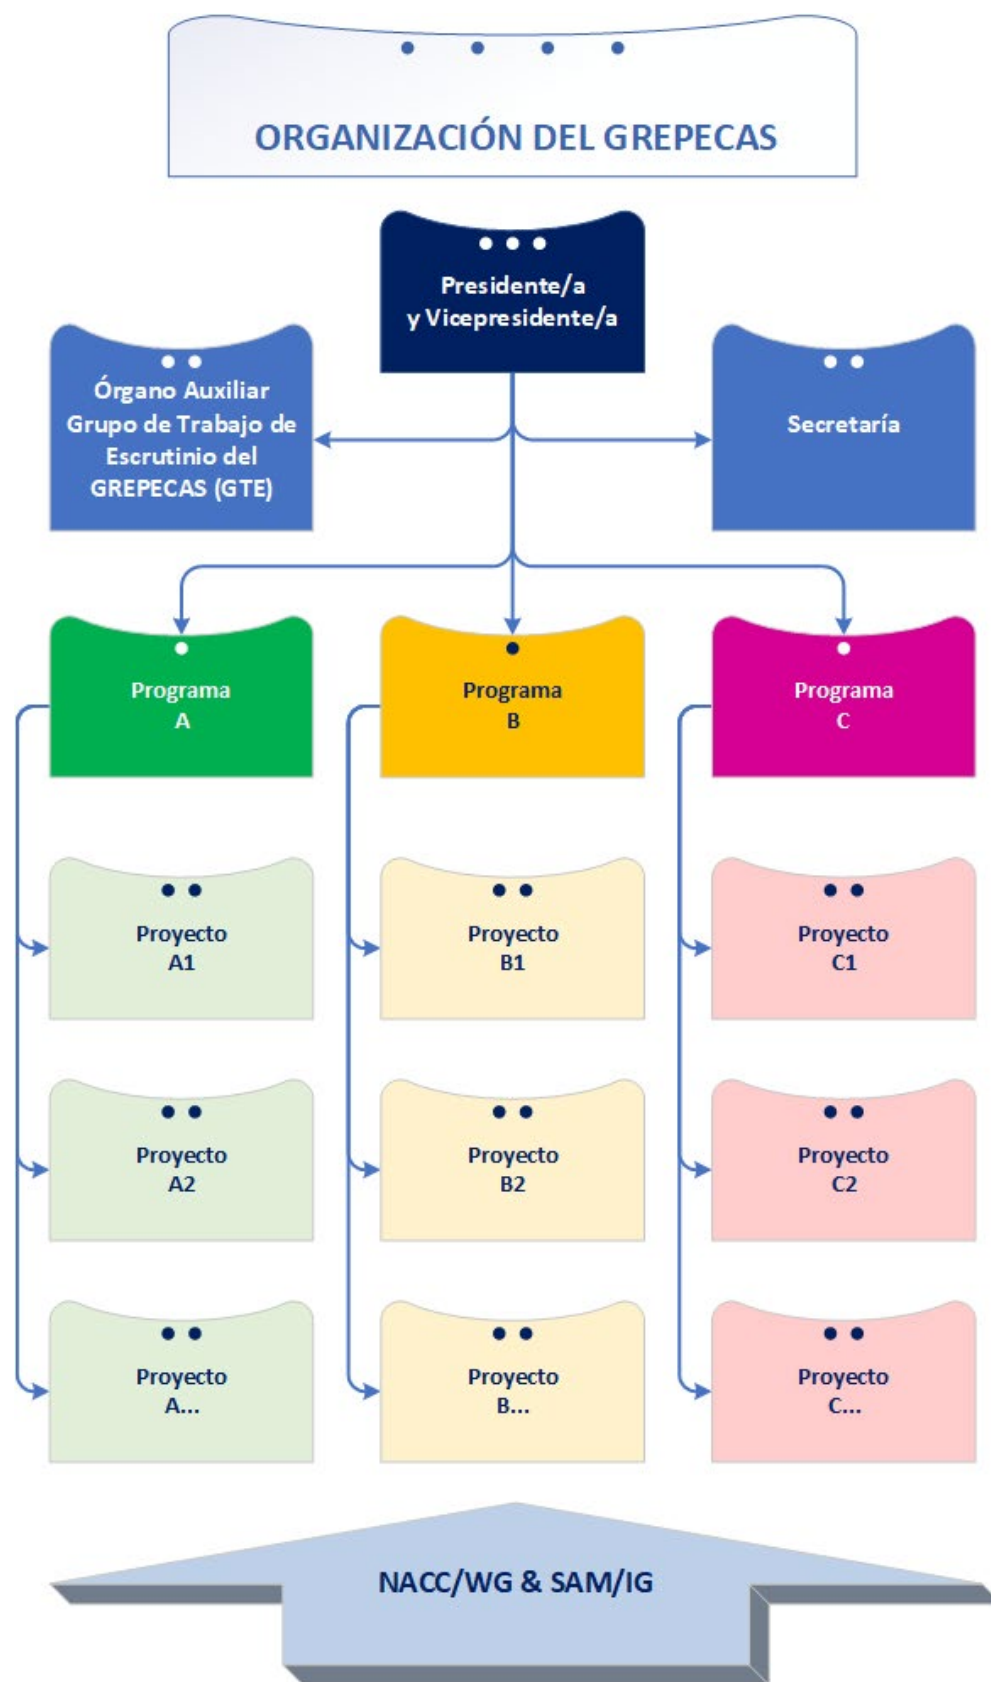 ORGANIZACIÓN DEL GREPECAS
Presidente/a
y Vicepresidente/a
Órgano Auxiliar
Grupo de Trabajo de
Escrutinio del
GREPECAS (GTE)
Secretaría
Programa
A
Programa
B
Programa
C
Proyecto
A1
Proyecto
B1
Proyecto
C1
Proyecto
A2
Proyecto
B2
Proyecto
C2
Proyecto
A...
Proyecto
B...
Proyecto
C...
NACC/WG & SAM/IG